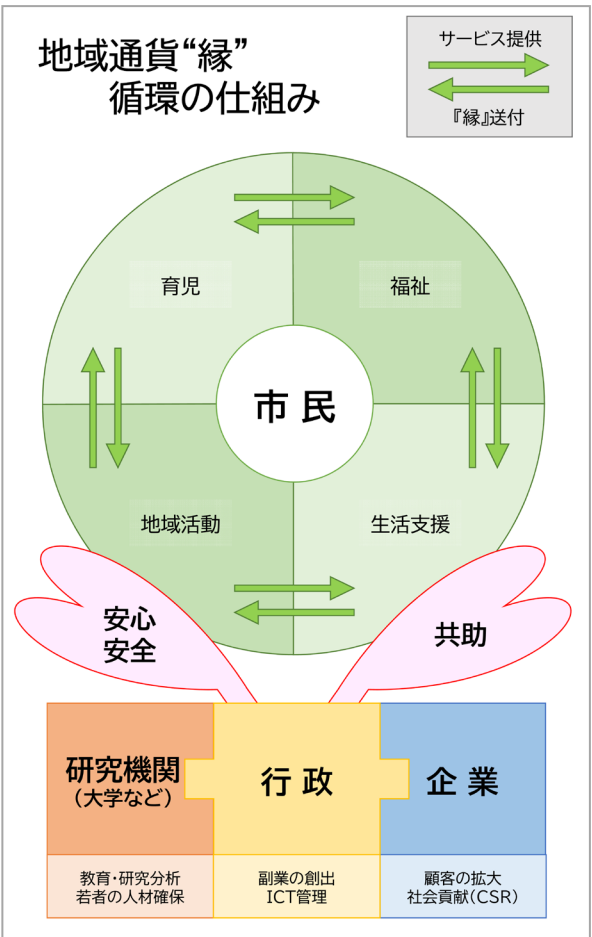 地域通貨“縁”
循環の仕組み
サービス提供
『縁』送付
育児
福祉
市民
地域活動
生活支援
安心
安全
共助
研究機関
（大学など）
行政
企業
教育・研究分析
若者の人材確保
副業の創出
ICT管理
顧客の拡大
社会貢献(CSR)